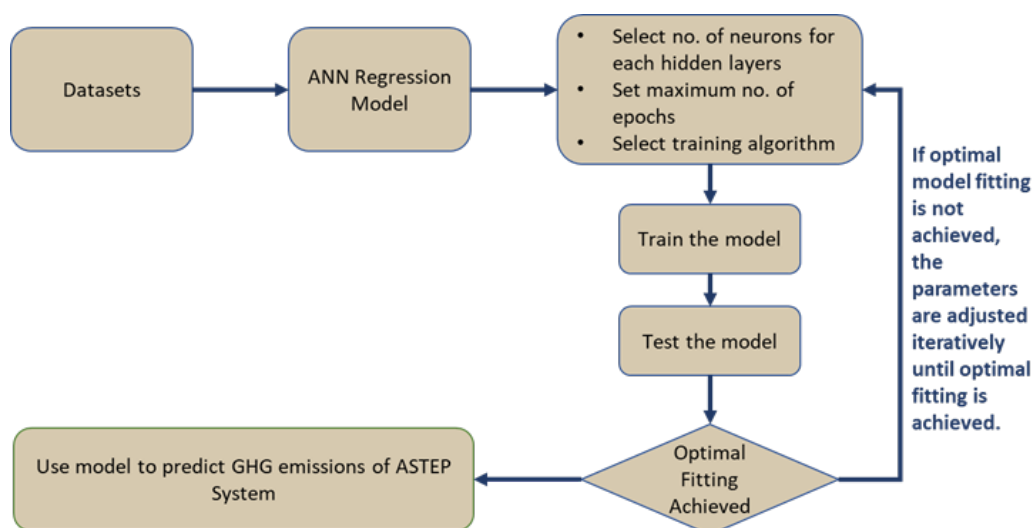 Datasets
ANN Regression
Model
• Select no. of neurons for
each hidden layers
• Set maximum no. of
epochs
• Select training algorithm
Train the model
Test the model
Optimal
Fitting
Achieved
If optimal
model fitting
is not
achieved,
the
parameters
are adjusted
iteratively
until optimal
fitting is
achieved.
Use model to predict GHG emissions of ASTEP
System